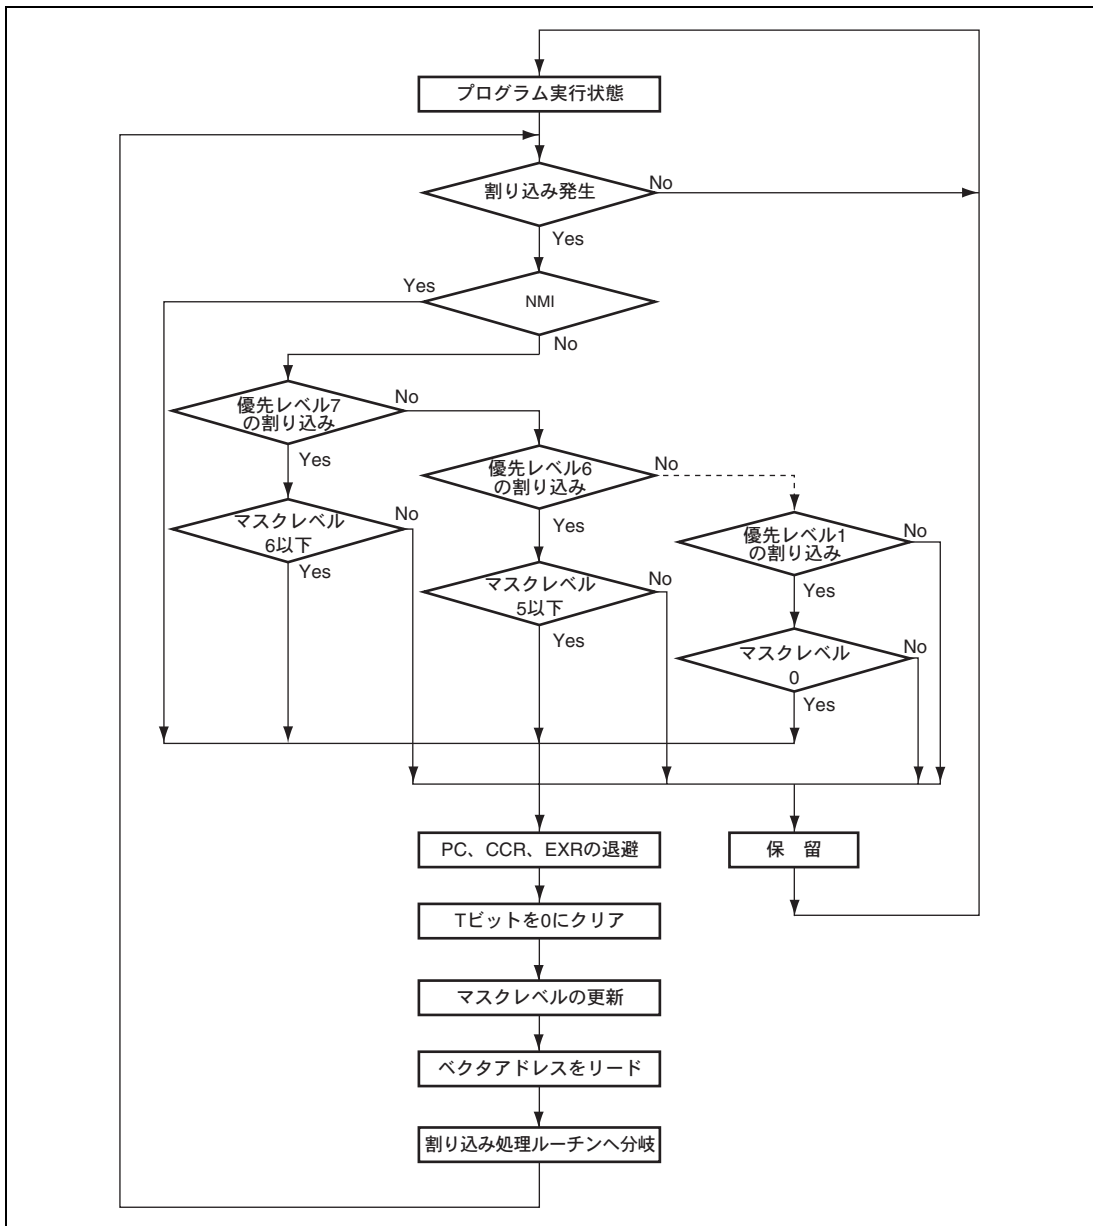 プログラム実行状態
割り込み発生
No
Yes
Yes
NMI
No
優先レベル7
の割り込み
No
Yes
優先レベル6
の割り込み
No
Yes
マスクレベル
6以下
No
Yes
優先レベル1
の割り込み
No
Yes
マスクレベル
5以下
No
Yes
マスクレベル
0
No
Yes
PC、CCR、EXRの退避
保　留
Tビットを0にクリア
マスクレベルの更新
ベクタアドレスをリード
割り込み処理ルーチンへ分岐